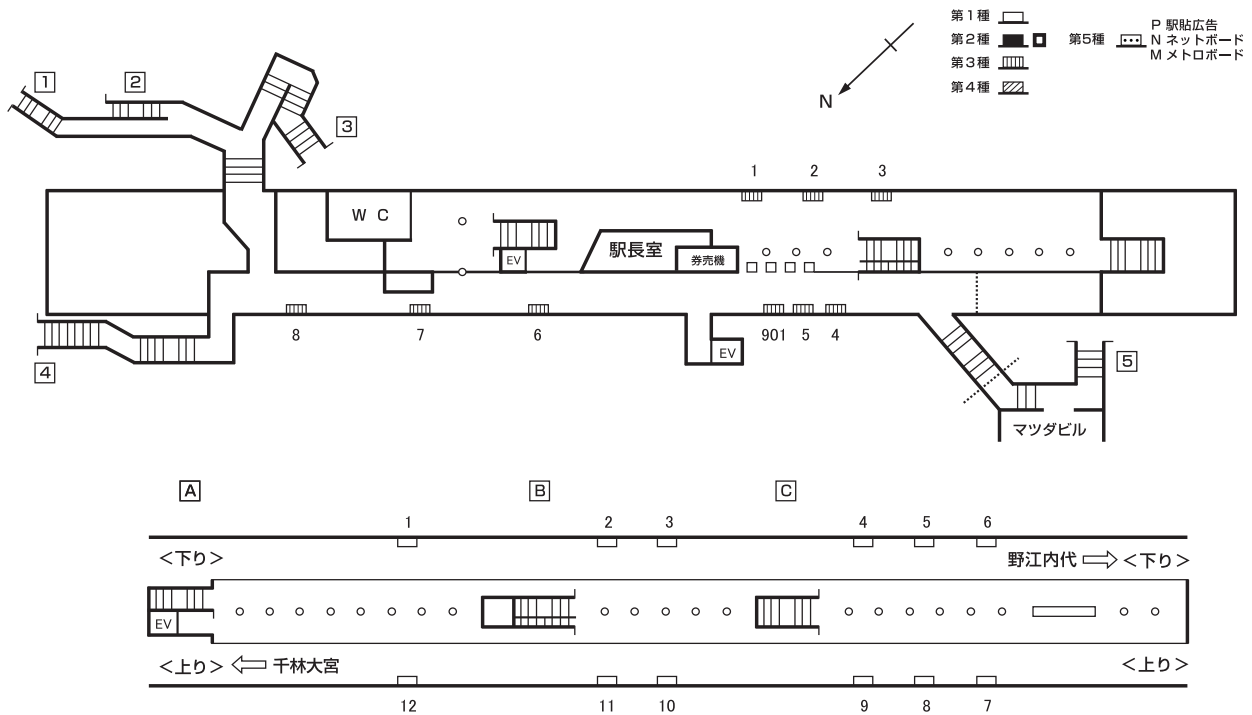 第1種
第2種
第3種
第4種
第5種
P 駅貼広告
N ネットボード
M メトロボード
N
1
2
3
1
2
3
W C
EV
駅長室
券売機
8
7
6
901
5
4
EV
4
5
マツダビル
A
B
C
1
2
3
4
5
6
<下り>
野江内代
<下り>
EV
<上り>
千林大宮
<上り>
12
11
10
9
8
7